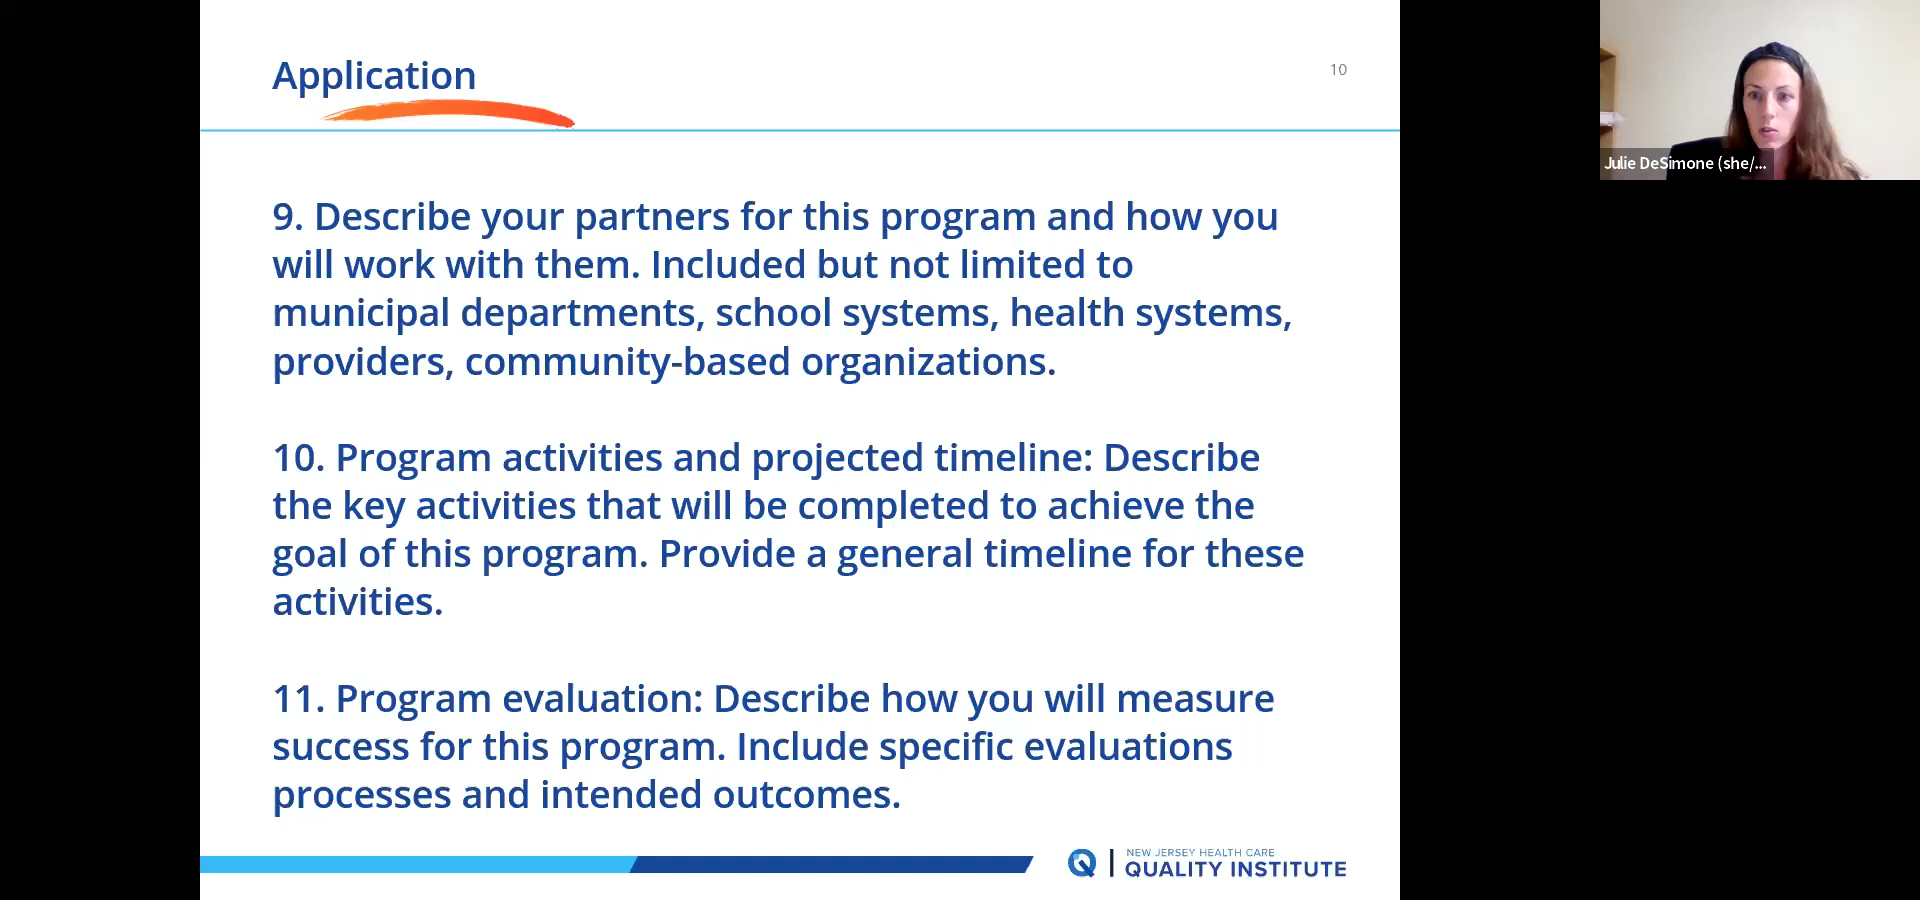 Application
10
Julie DeSimone (she/...
9. Describe your partners for this program and how you
will work with them. Included but not limited to
municipal departments, school systems, health systems,
providers, community-based organizations.
10. Program activities and projected timeline: Describe
the key activities that will be completed to achieve the
goal of this program. Provide a general timeline for these
activities.
11. Program evaluation: Describe how you will measure
success for this program. Include specific evaluations
processes and intended outcomes.
NEW JERSEY HEALTH CARE
QUALITY INSTITUTE